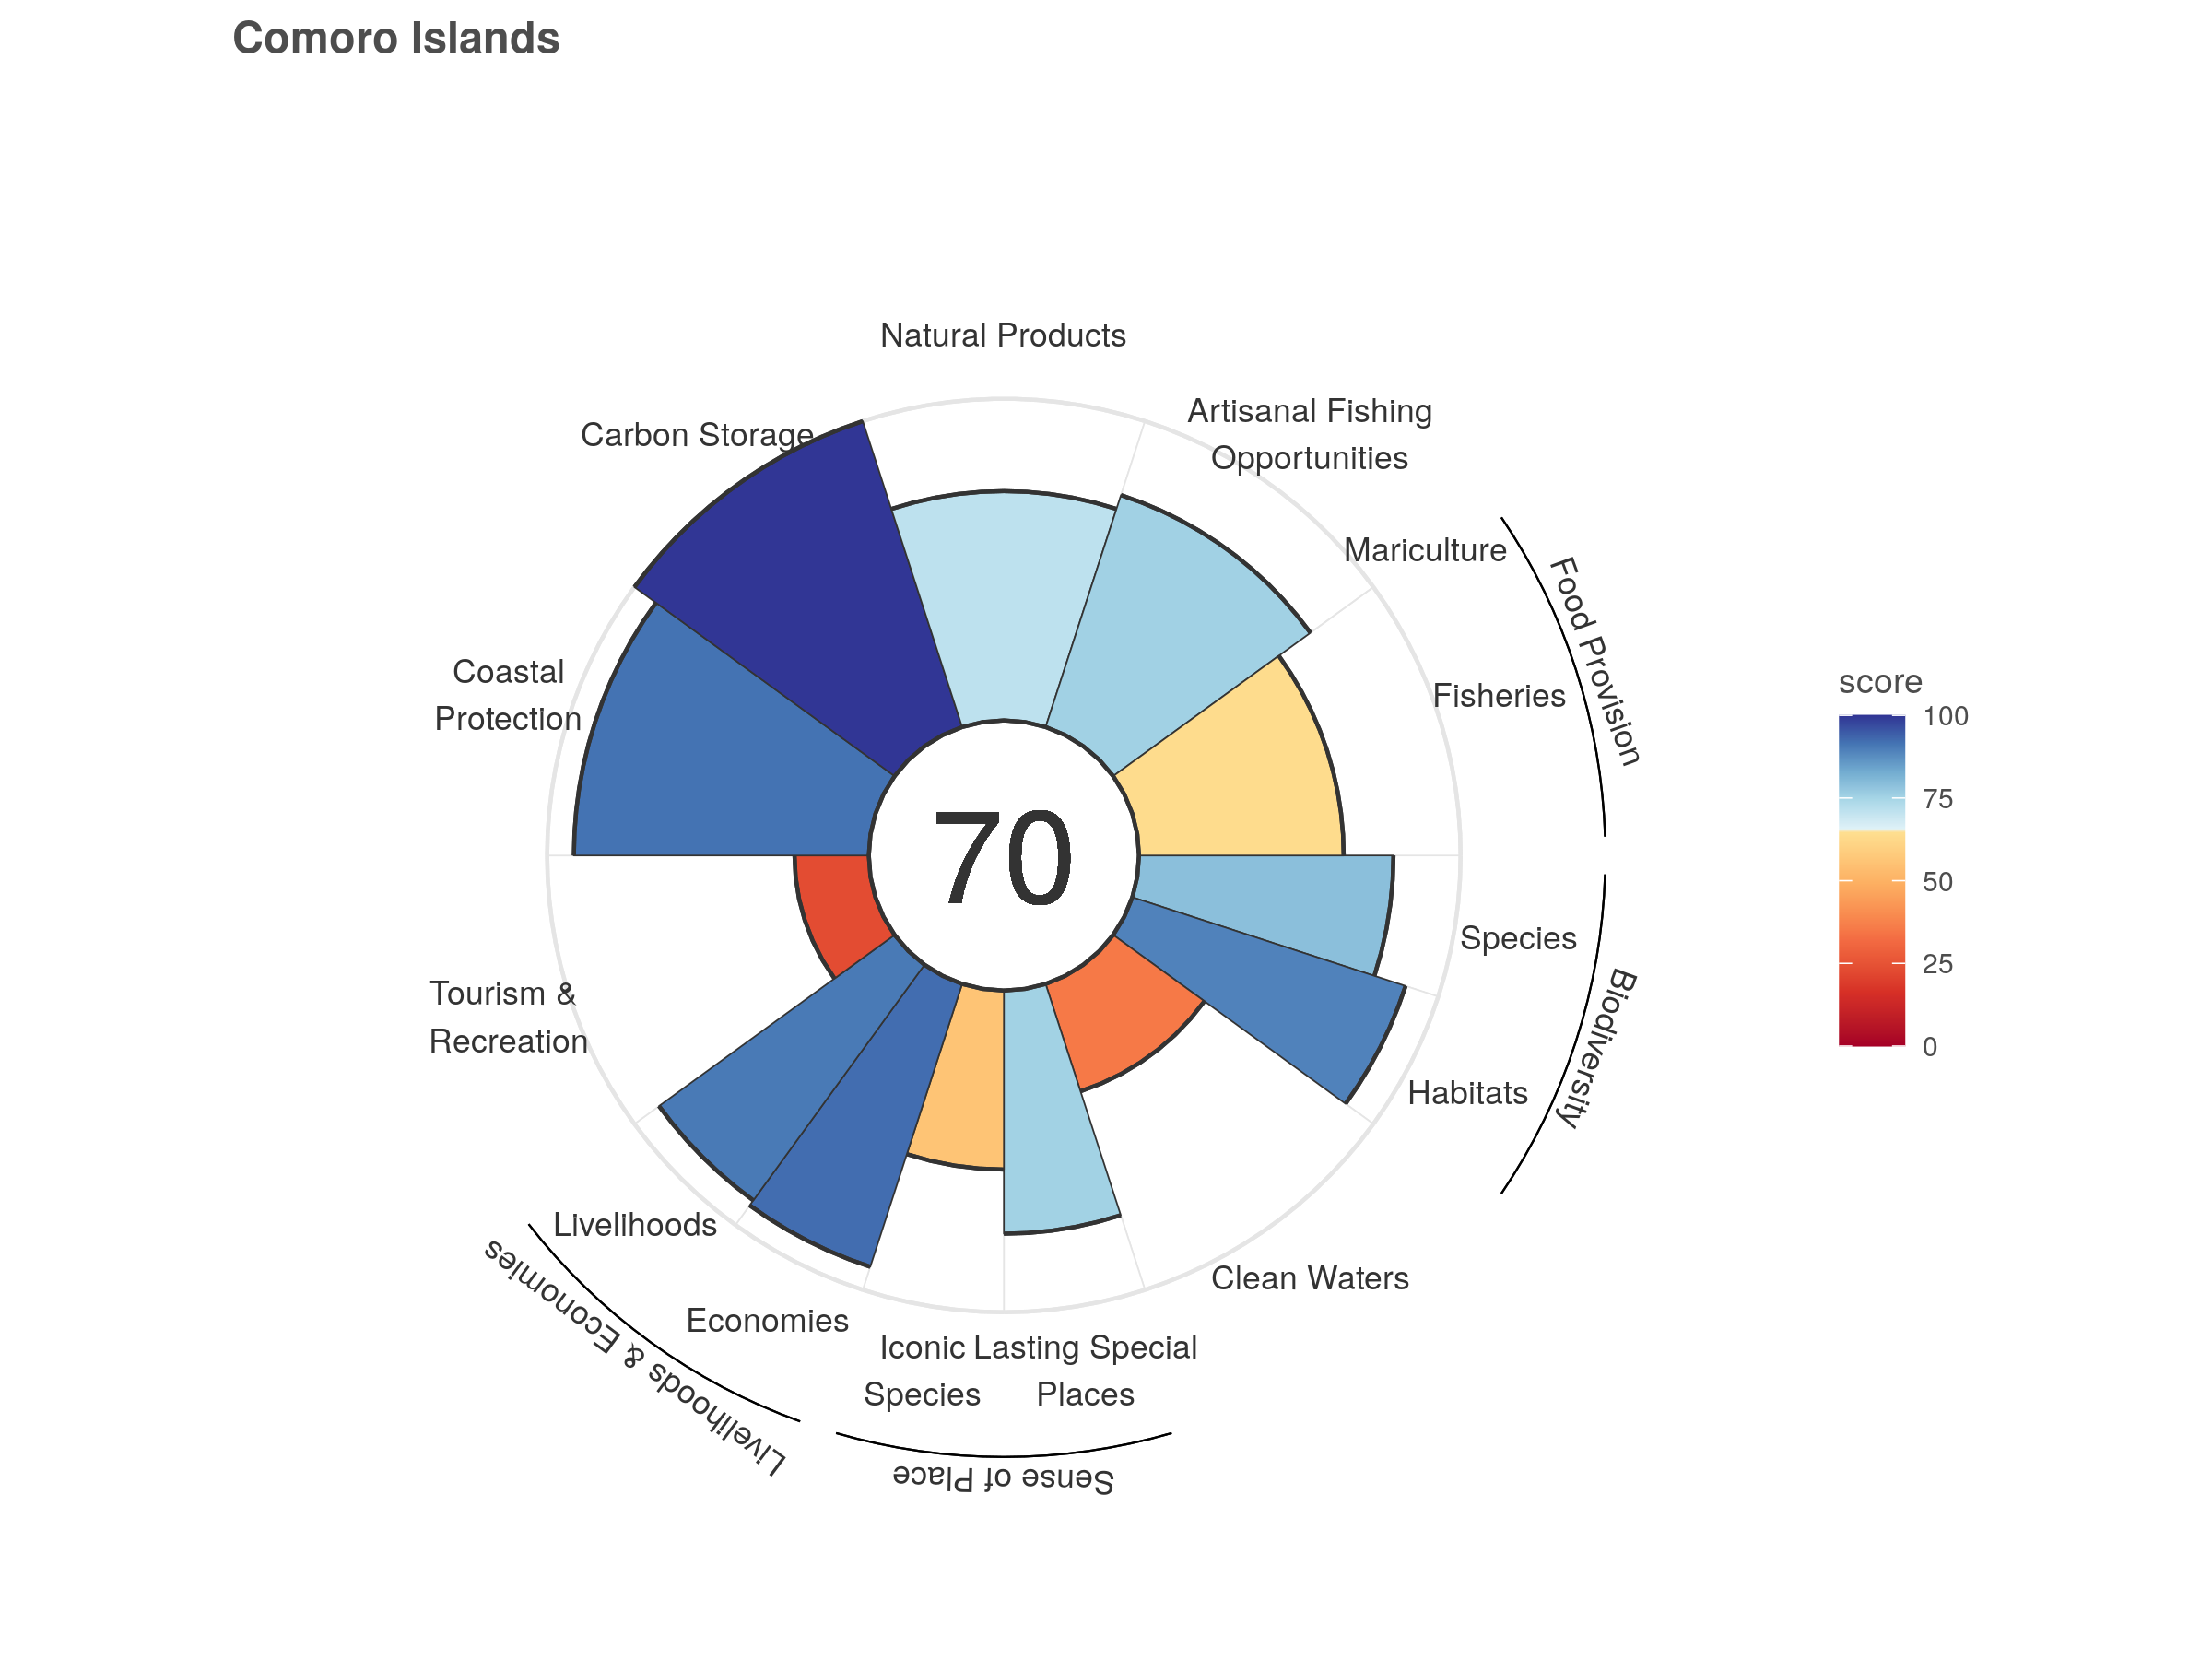 Comoro Islands
Natural Products
Artisanal Fishing
Opportunities
Carbon Storage
Mariculture
Food Provision
Fisheries
Coastal
Protection
score
100
75
50
25
0
70
Species
Biodiversity
Habitats
Tourism &
Recreation
Livelihoods
Livelihoods & Economies
Economies
Clean Waters
Iconic
Species
Lasting Special
Places
Sense of Place